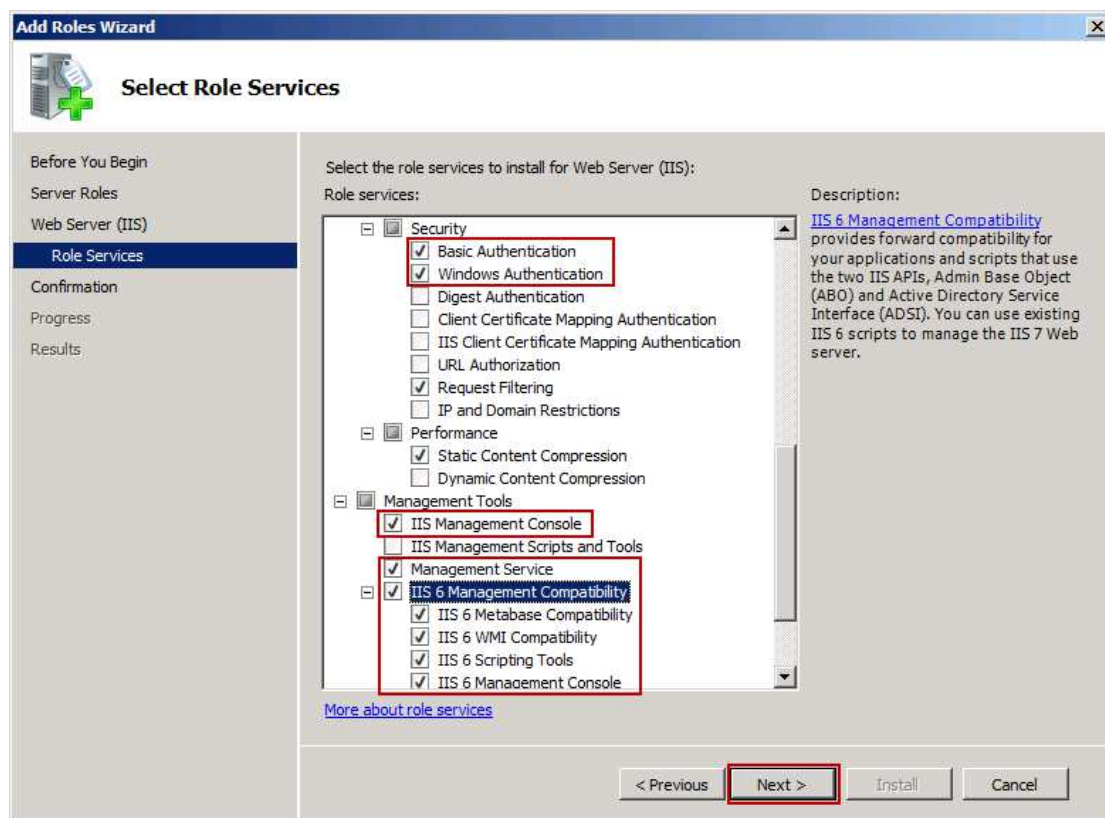 Add Roles Wizard
Select Role Services
Before You Begin
Server Roles
Web Server (IIS)
Role Services
Confirmation
Progress
Results
Select the role services to install for Web Server (IIS):
Role services:
Security
Basic Authentication
Windows Authentication
Digest Authentication
Client Certificate Mapping Authentication
IIS Client Certificate Mapping Authentication
URL Authorization
Request Filtering
IP and Domain Restrictions
Performance
Static Content Compression
Dynamic Content Compression
Management Tools
IIS Management Console
IIS Management Scripts and Tools
Management Service
IIS 6 Management Compatibility
IIS 6 Metabase Compatibility
IIS 6 WMI Compatibility
IIS 6 Scripting Tools
IIS 6 Management Console
More about role services
Description:
IIS 6 Management Compatibility
provides forward compatibility for
your applications and scripts that use
the two IIS APIs, Admin Base Object
(ABO) and Active Directory Service
Interface (ADSI). You can use existing
IIS 6 scripts to manage the IIS 7 Web
server.
< Previous
Next >
Install
Cancel